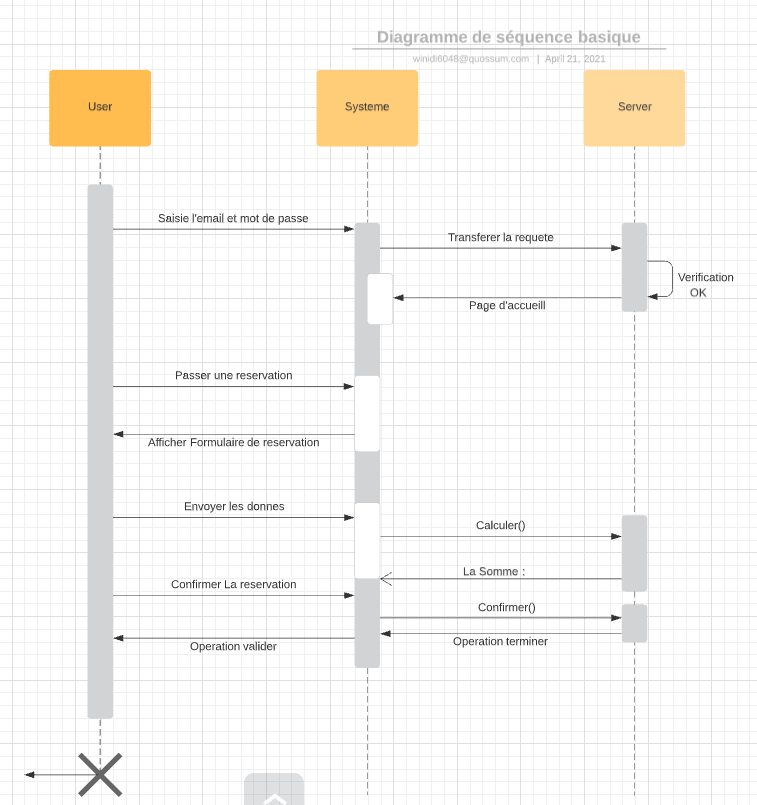 Diagramme de séquence basique
winidi6048@quossum.com | April 21, 2021
User
Systeme
Server
Saisie l'email et mot de passe
Transferer la requete
Verification
OK
Page d'accueill
Passer une reservation
Afficher Formulaire de reservation
Envoyer les donnes
Calculer()
La Somme :
Confirmer La reservation
Confirmer()
Operation terminer
Operation valider